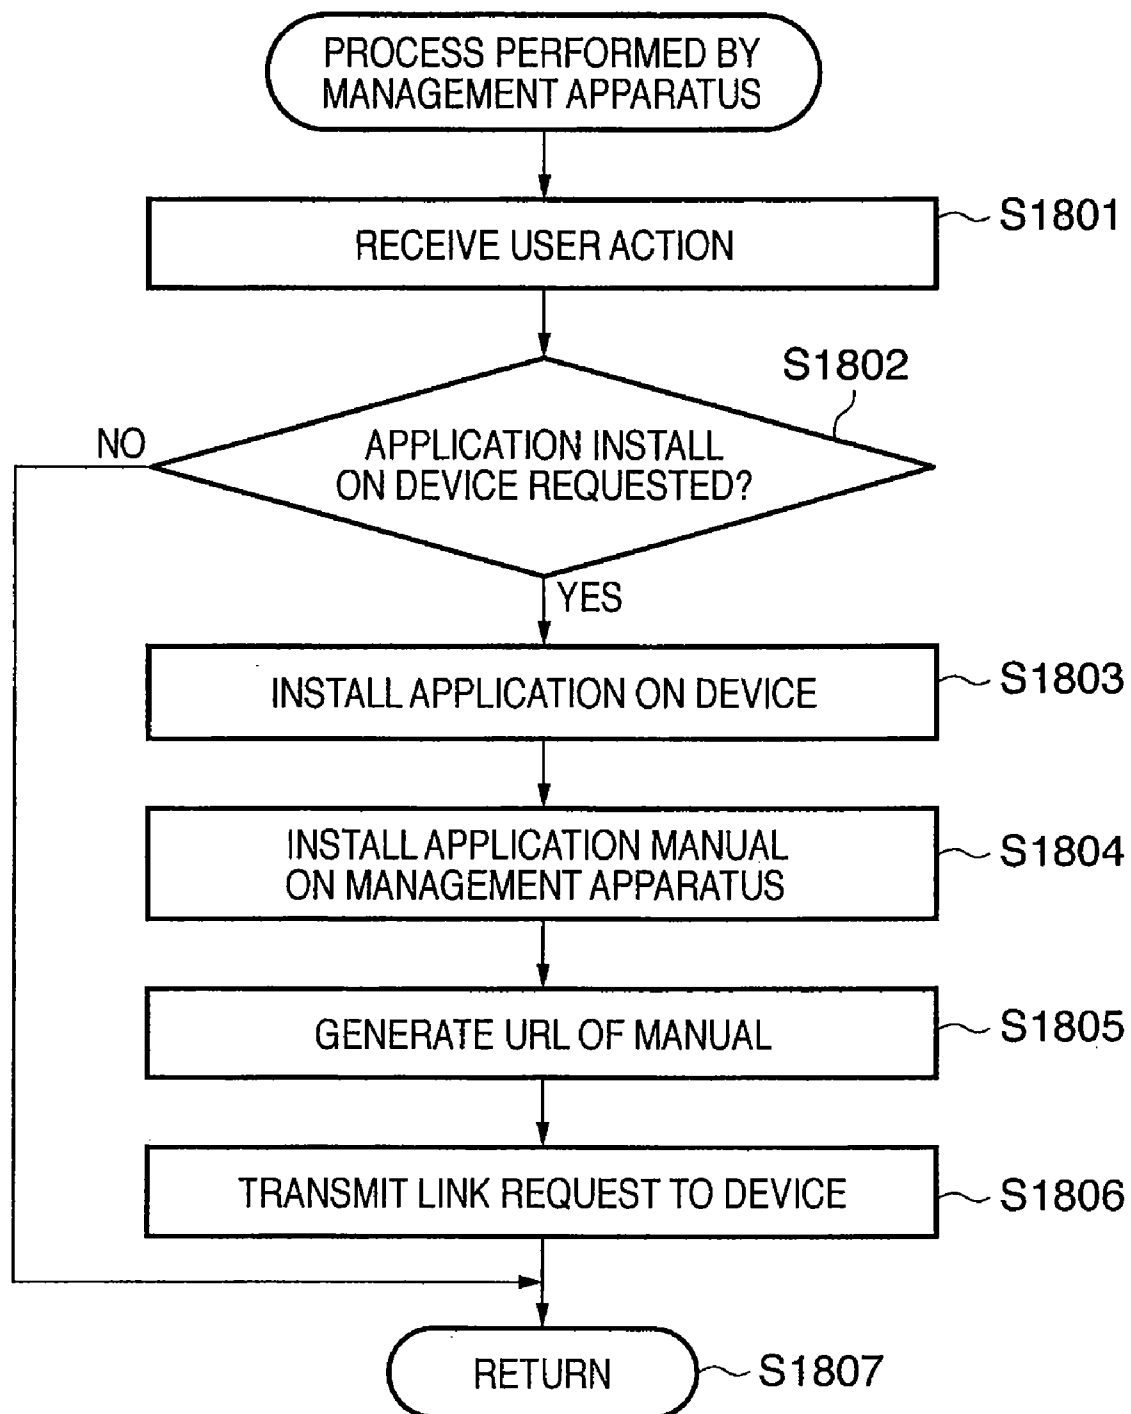 PROCESS PERFORMED BY
MANAGEMENT APPARATUS
S1801
RECEIVE USER ACTION
S1802
NO
APPLICATION INSTALL
ON DEVICE REQUESTED?
YES
INSTALL APPLICATION ON DEVICE
S1803
INSTALL APPLICATION MANUAL
ON MANAGEMENT APPARATUS
S1804
GENERATE URL OF MANUAL
S1805
TRANSMIT LINK REQUEST TO DEVICE
S1806
RETURN
S1807